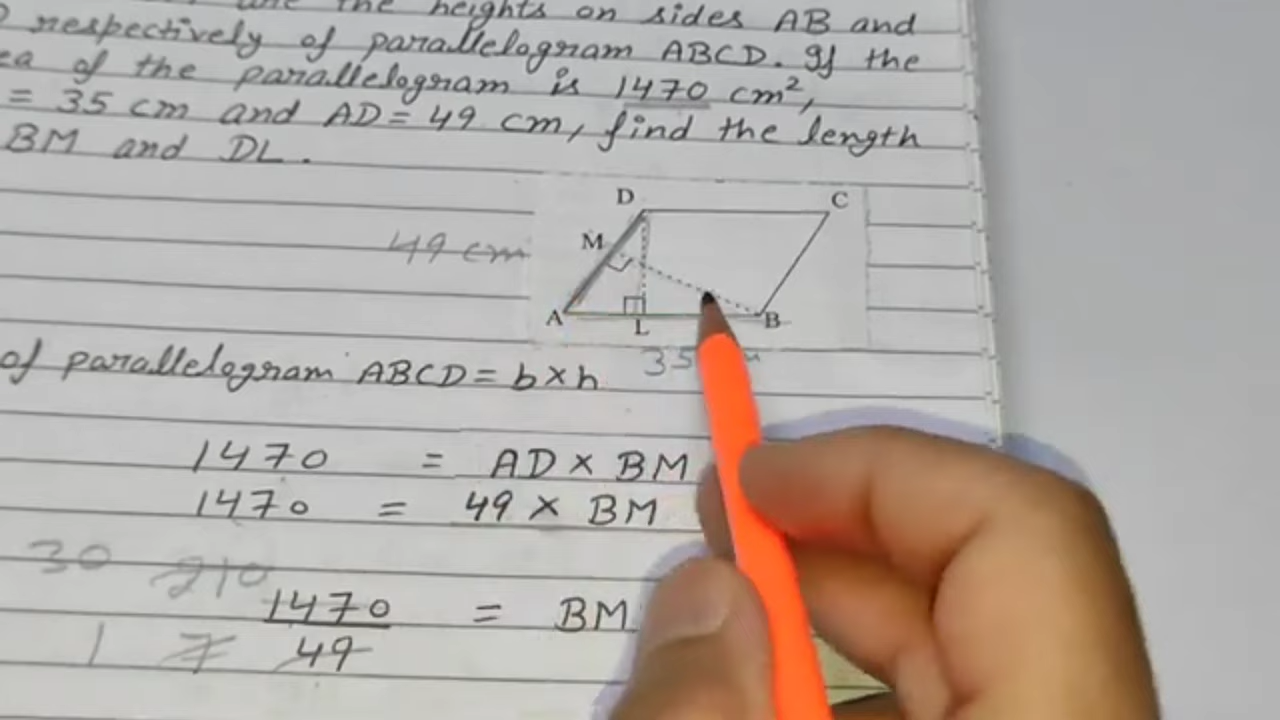 the heights on sides AB and
respectively of parallelogram ABCD. If the
ea of the parallelogram is 1470 cm²,
= 35 cm and AD = 49 cm, find the length
BM and DL.
D C
M
49 cm
A L B
35
of parallelogram ABCD = b × h
1470 = AD × BM
1470 = 49 × BM
30 210
1470 = BM
1 7 49